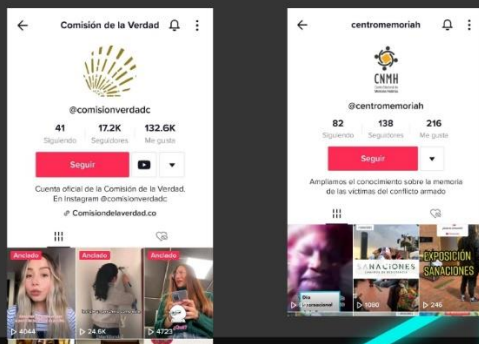 Comisión de la Verdad
@comisionverdadc
41 17.2K 132.6K
Siguiendo Seguidores Me gusta
Seguir
Cuenta oficial de la Comisión de la Verdad.
En Instagram @comisionverdadc
Comisiondelaverdad.co
Anclado Anclado Anclado
4044 24.6K 4723
centromemoriah
CNMH
@centromemoriah
82 138 216
Siguiendo Seguidores Me gusta
Seguir
Ampliamos el conocimiento sobre la memoria
de las víctimas del conflicto armado
SANACIONES
EXPOSICIÓN
SANACIONES
Día
1080 246